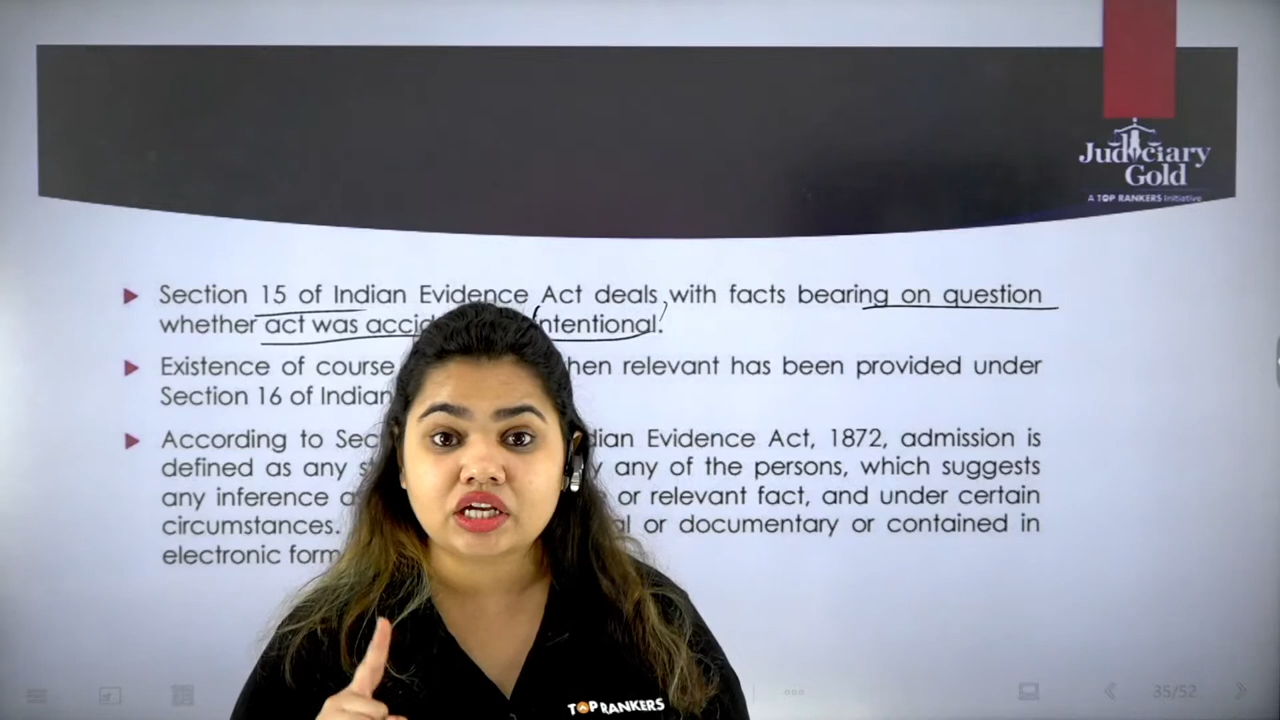 Judiciary
Gold
A TOP RANKERS Initiative
Section 15 of Indian Evidence Act deals with facts bearing on question
whether act was accid ntentional.
Existence of course hen relevant has been provided under
Section 16 of Indian
According to Sec dian Evidence Act, 1872, admission is
defined as any s y any of the persons, which suggests
any inference a or relevant fact, and under certain
circumstances. al or documentary or contained in
electronic form
TOP RANKERS
35/52